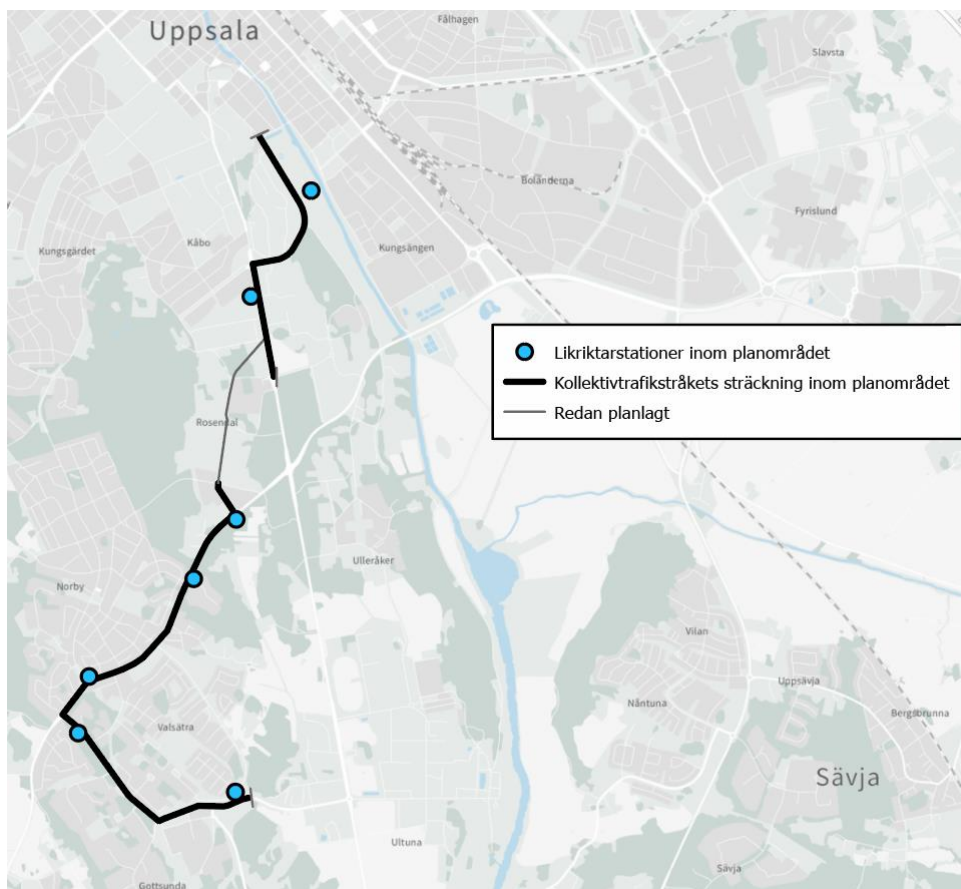 Fålhagen
Uppsala
Slavsta
Boländerna
Fyrislund
Kungsgärdet
Kåbo
Kungsängen
Likriktarstationer inom planområdet
Kollektivtrafikstråkets sträckning inom planområdet
Redan planlagt
Rosendal
Ulleråker
Norby
Vilan
Uppsävja
Nåntuna
Bergsbrunna
Valsätra
Sävja
Ultuna
Sävja
Gottsunda